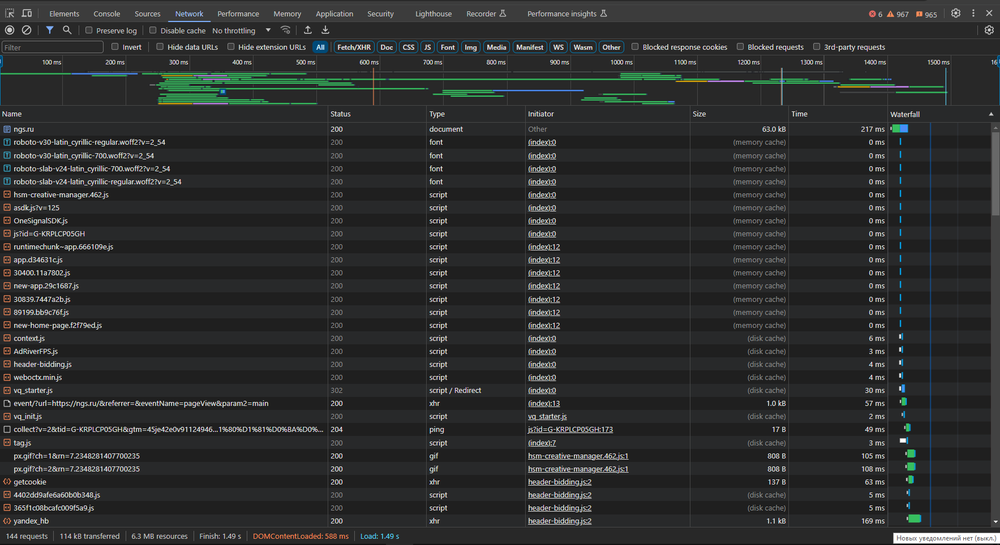 Elements Console Sources Network Performance Memory Application Security Lighthouse Recorder Performance insights 6 967 965
Preserve log Disable cache No throttling
Filter Invert Hide data URLs Hide extension URLs All Fetch/XHR Doc CSS JS Font Img Media Manifest WS Wasm Other Blocked response cookies Blocked requests 3rd-party requests
100 ms 200 ms 300 ms 400 ms 500 ms 600 ms 700 ms 800 ms 900 ms 1000 ms 1100 ms 1200 ms 1300 ms 1400 ms 1500 ms 16
Name Status Type Initiator Size Time Waterfall
ngs.ru 200 document Other 63.0 kB 217 ms
roboto-v30-latin_cyrillic-regular.woff2?v=2_54 200 font (index):0 (memory cache) 0 ms
roboto-v30-latin_cyrillic-700.woff2?v=2_54 200 font (index):0 (memory cache) 0 ms
roboto-slab-v24-latin_cyrillic-700.woff2?v=2_54 200 font (index):0 (memory cache) 0 ms
roboto-slab-v24-latin_cyrillic-regular.woff2?v=2_54 200 font (index):0 (memory cache) 0 ms
hsm-creative-manager.462.js 200 script (index):0 (memory cache) 0 ms
asdk.js?v=125 200 script (index):0 (memory cache) 0 ms
OneSignalSDK.js 200 script (index):0 (memory cache) 0 ms
js?id=G-KRPLCP05GH 200 script (index):0 (memory cache) 0 ms
runtimechunk~app.666109e.js 200 script (index):12 (memory cache) 0 ms
app.d34631c.js 200 script (index):12 (memory cache) 0 ms
30400.11a7802.js 200 script (index):12 (memory cache) 0 ms
new-app.29c1687.js 200 script (index):12 (memory cache) 0 ms
30839.7447a2b.js 200 script (index):12 (memory cache) 0 ms
89199.bb9c76f.js 200 script (index):12 (memory cache) 0 ms
new-home-page.f2f79ed.js 200 script (index):12 (memory cache) 0 ms
context.js 200 script (index):0 (disk cache) 6 ms
AdRiverFPS.js 200 script (index):0 (disk cache) 3 ms
header-bidding.js 200 script (index):0 (disk cache) 4 ms
weboctx.min.js 200 script (index):0 (disk cache) 4 ms
vq_starter.js 302 script / Redirect (index):0 (disk cache) 30 ms
event/?url=https://ngs.ru/&referrer=&eventName=pageView&param2=main 200 xhr (index):13 1.0 kB 57 ms
vq_init.js 200 script vq_starter.js (disk cache) 2 ms
collect?v=2&tid=G-KRPLCP05GH&gtm=45je42e0v91124946...1%80%D1%81%D0%BA%D0%... 204 ping js?id=G-KRPLCP05GH:173 17 B 49 ms
tag.js 200 script (index):7 (disk cache) 3 ms
px.gif?ch=1&rn=7.2348281407700235 200 gif hsm-creative-manager.462.js:1 808 B 105 ms
px.gif?ch=2&rn=7.2348281407700235 200 gif hsm-creative-manager.462.js:1 808 B 108 ms
getcookie 200 xhr header-bidding.js:2 137 B 63 ms
4402dd9afe6a60b0b348.js 200 script header-bidding.js:2 (disk cache) 5 ms
365f1c08bcafc009f5a9.js 200 script header-bidding.js:2 (disk cache) 5 ms
yandex_hb 200 xhr header-bidding.js:2 1.1 kB 169 ms
144 requests 114 kB transferred 6.3 MB resources Finish: 1.49 s DOMContentLoaded: 588 ms Load: 1.49 s
Новых уведомлений нет (выкл.)